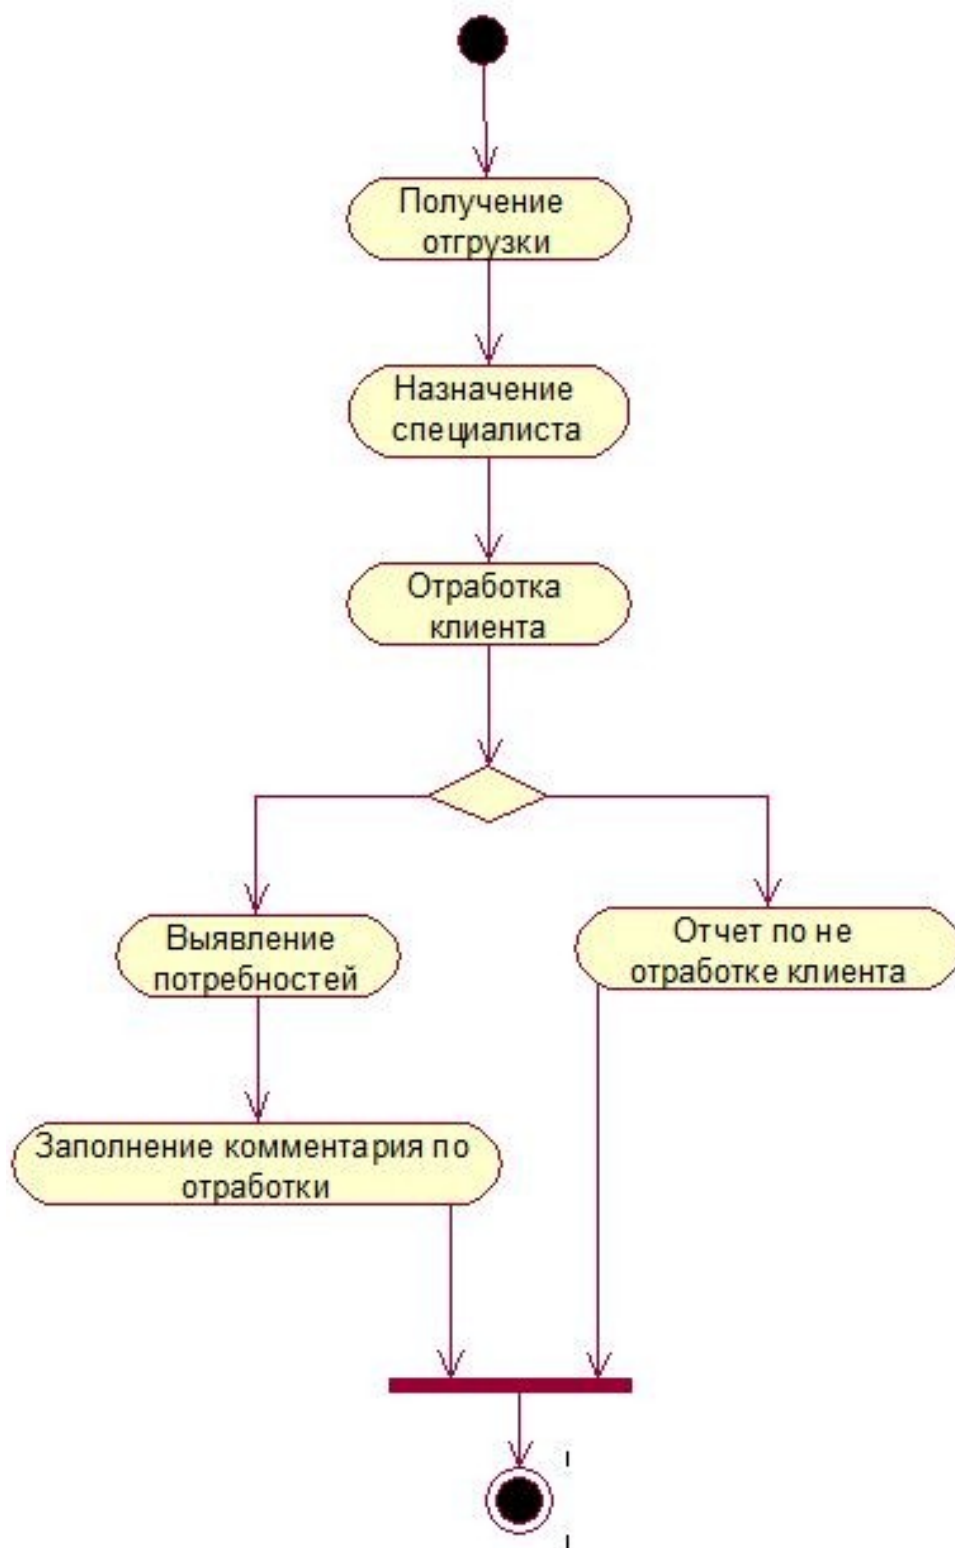 Получение
отгрузки
Назначение
специалиста
Отработка
клиента
Выявление
потребностей
Отчет по не
отработке клиента
Заполнение комментария по
отработки